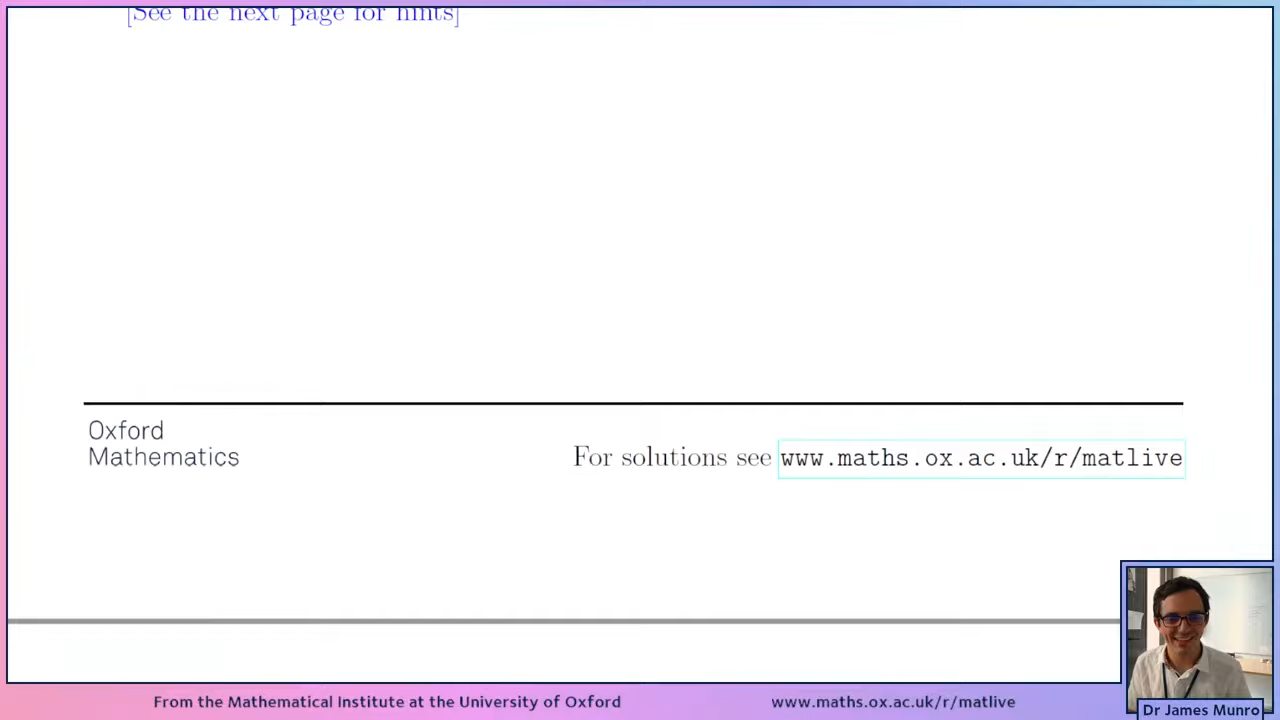 [See the next page for hints]
Oxford
Mathematics
For solutions see www.maths.ox.ac.uk/r/matlive
From the Mathematical Institute at the University of Oxford
www.maths.ox.ac.uk/r/matlive
Dr James Munro